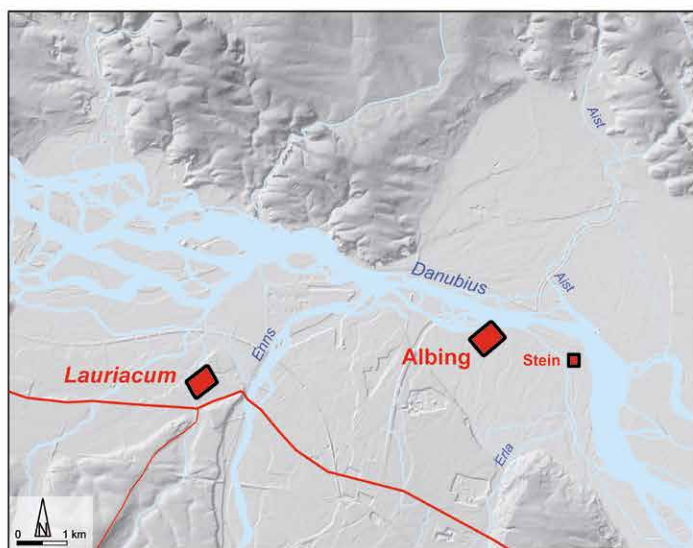 Aist
Danubius
Aist
Enns
Albing
Stein
Lauriacum
Erla
N
0 1 km